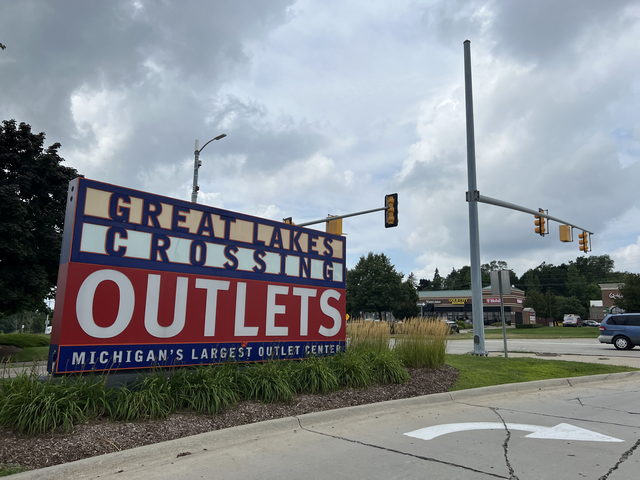 GREAT LAKES
CROSSING
OUTLETS
MICHIGAN'S LARGEST OUTLET CENTER